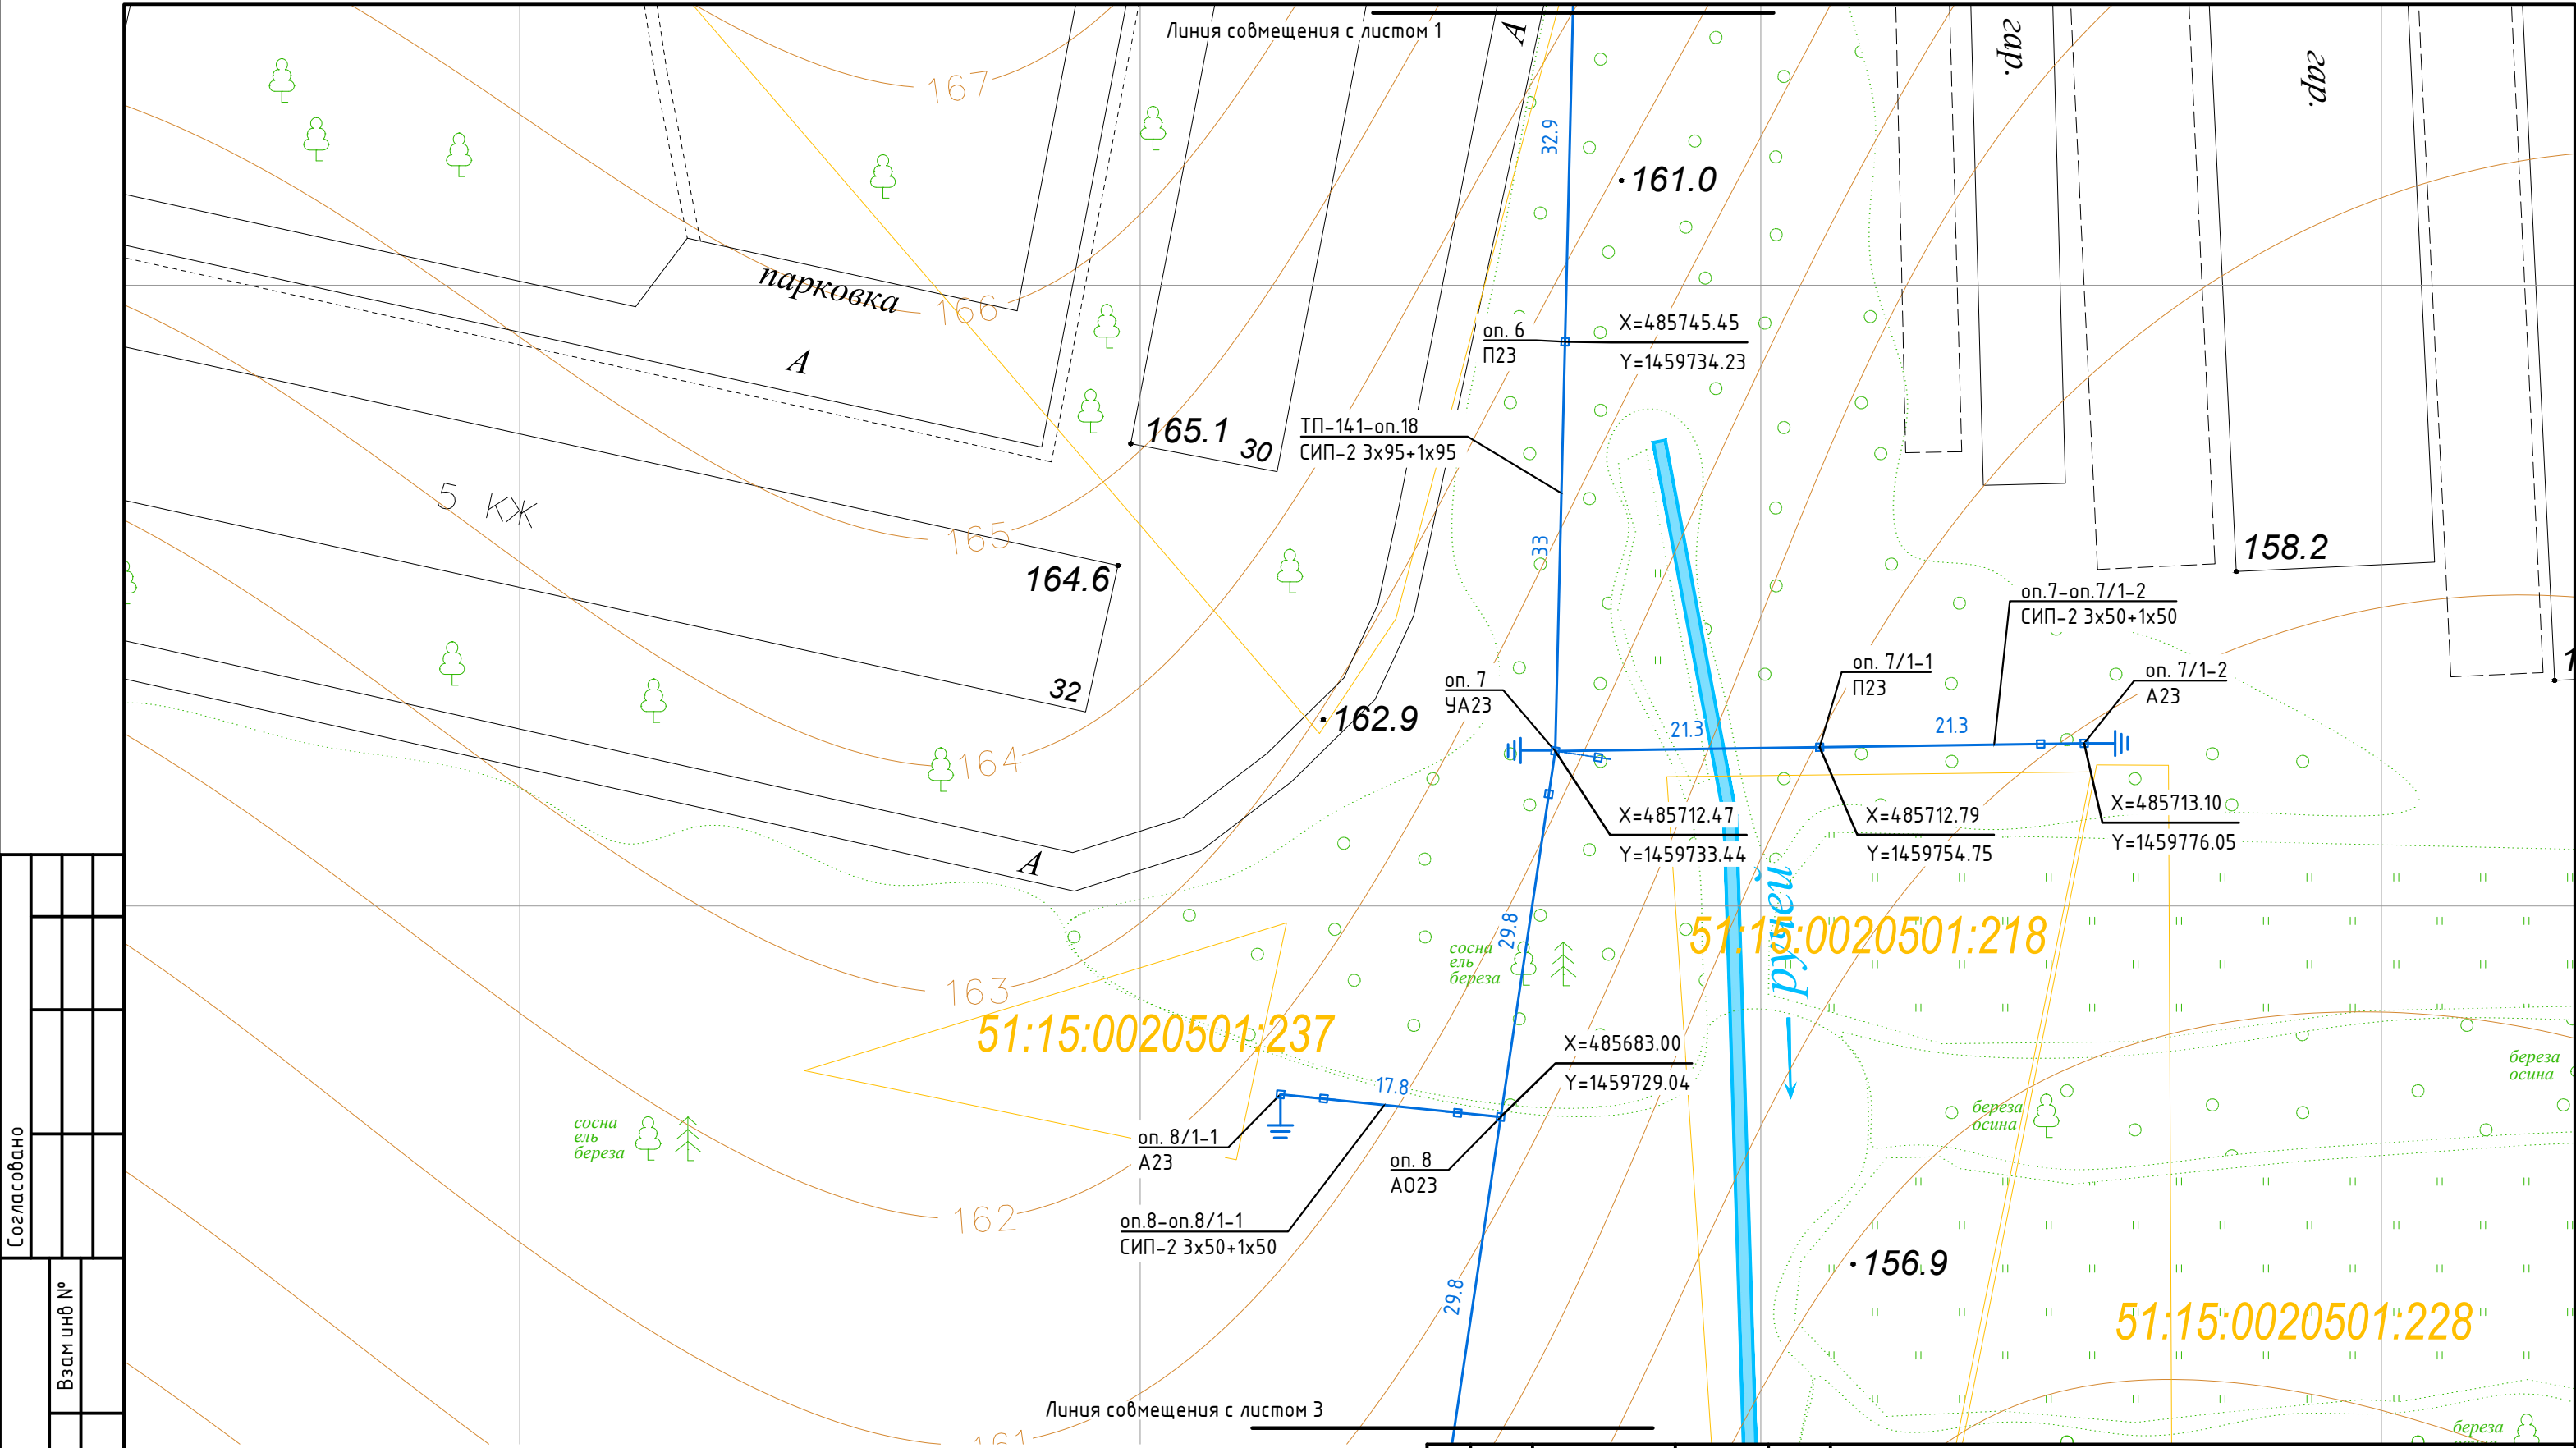 Линия совмещения с листом 1
А
гар.
гар.
167
32.9
161.0
парковка
166
А
оп. 6
П23
X=485745.45
Y=1459734.23
165.1
30
ТП-141-оп.18
СИП-2 3х95+1х95
5 КЖ
165
33
158.2
164.6
оп.7-оп.7/1-2
СИП-2 3х50+1х50
32
162.9
оп. 7
УА23
оп. 7/1-1
П23
оп. 7/1-2
А23
21.3
21.3
164
X=485712.47
Y=1459733.44
X=485712.79
Y=1459754.75
X=485713.10
Y=1459776.05
А
ручей
29.8
сосна
ель
береза
51:15:0020501:218
163
51:15:0020501:237
X=485683.00
Y=1459729.04
17.8
береза
осина
береза
осина
сосна
ель
береза
оп. 8/1-1
А23
оп. 8
АО23
оп.8-оп.8/1-1
СИП-2 3х50+1х50
162
156.9
29.8
51:15:0020501:228
Линия совмещения с листом 3
161
береза
Согласовано
Взам инв №